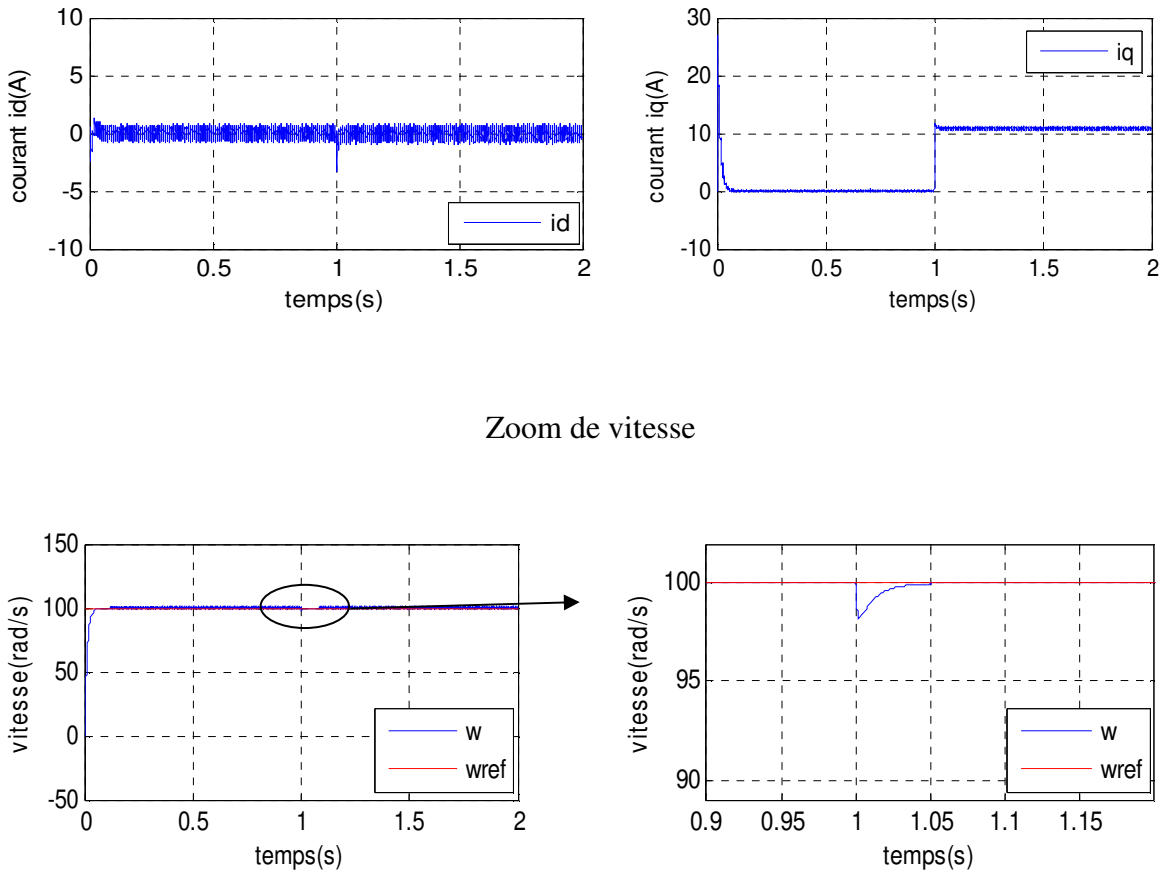 10
5
0
-5
-10
courant id(A)
0 0.5 1 1.5 2
temps(s)
id
30
20
10
0
-10
courant iq(A)
0 0.5 1 1.5 2
temps(s)
iq
Zoom de vitesse
150
100
50
0
-50
vitesse(rad/s)
0 0.5 1 1.5 2
temps(s)
w
wref
100
95
90
vitesse(rad/s)
0.9 0.95 1 1.05 1.1 1.15
temps(s)
w
wref